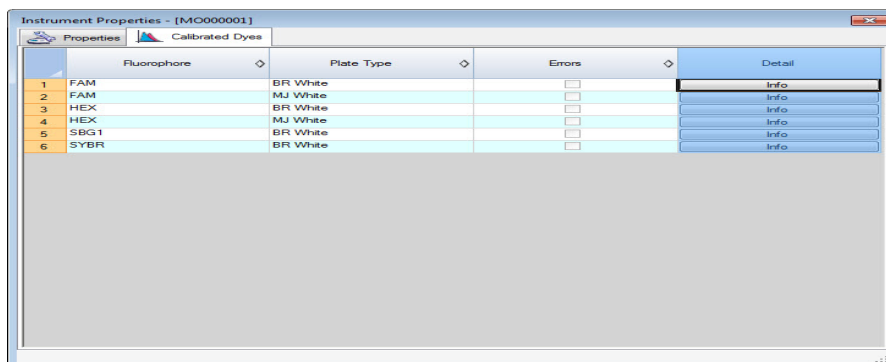 Instrument Properties - [MO000001]
Properties Calibrated Dyes
Fluorophore Plate Type Errors Detail
1 FAM BR White Info
2 FAM MJ White Info
3 HEX BR White Info
4 HEX MJ White Info
5 SBG1 BR White Info
6 SYBR BR White Info